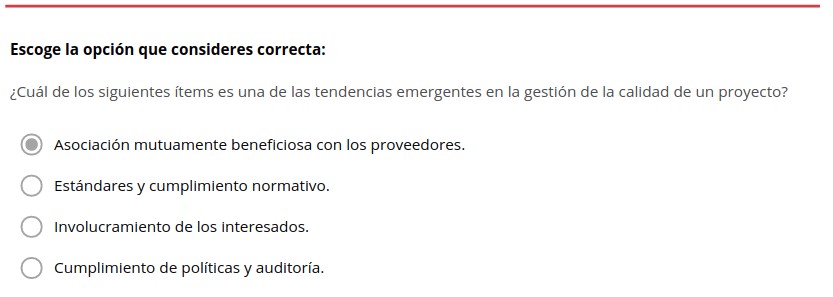 Escoge la opción que consideres correcta:
¿Cuál de los siguientes ítems es una de las tendencias emergentes en la gestión de la calidad de un proyecto?
Asociación mutuamente beneficiosa con los proveedores.
Estándares y cumplimiento normativo.
Involucramiento de los interesados.
Cumplimiento de políticas y auditoría.